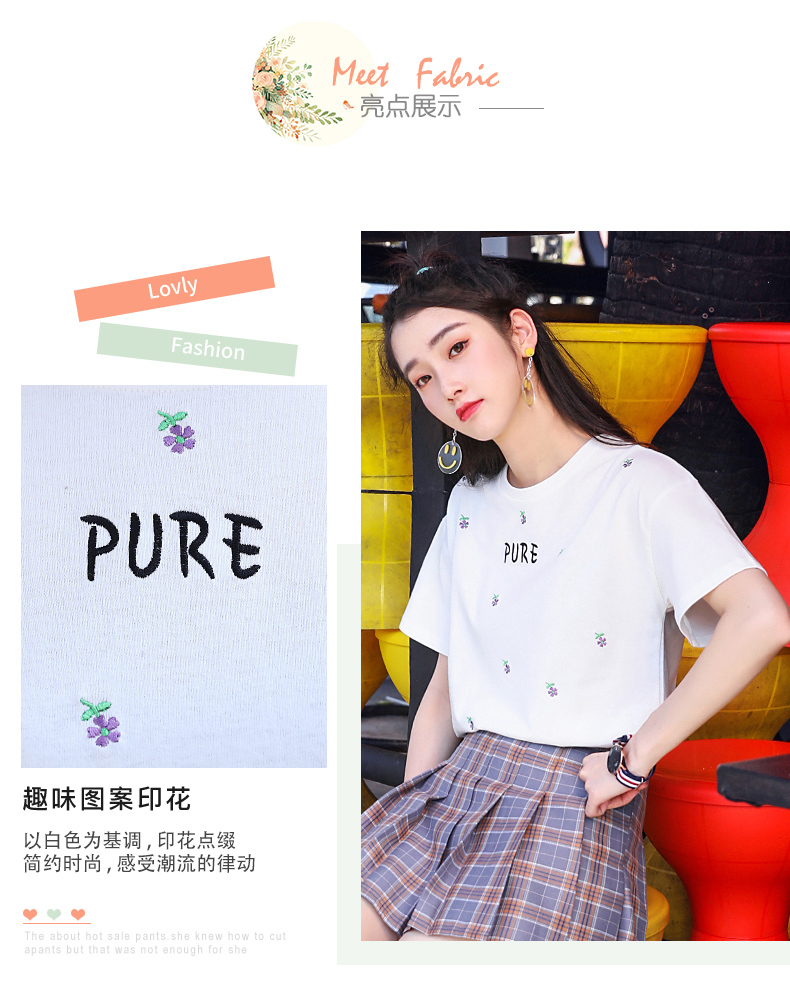 Meet Fabric
亮点展示
Lovly
Fashion
PURE
PURE
趣味图案印花
以白色为基调,印花点缀
简约时尚,感受潮流的律动
The about hot sale pants.she knew how to cut
apants but that was not enough for she